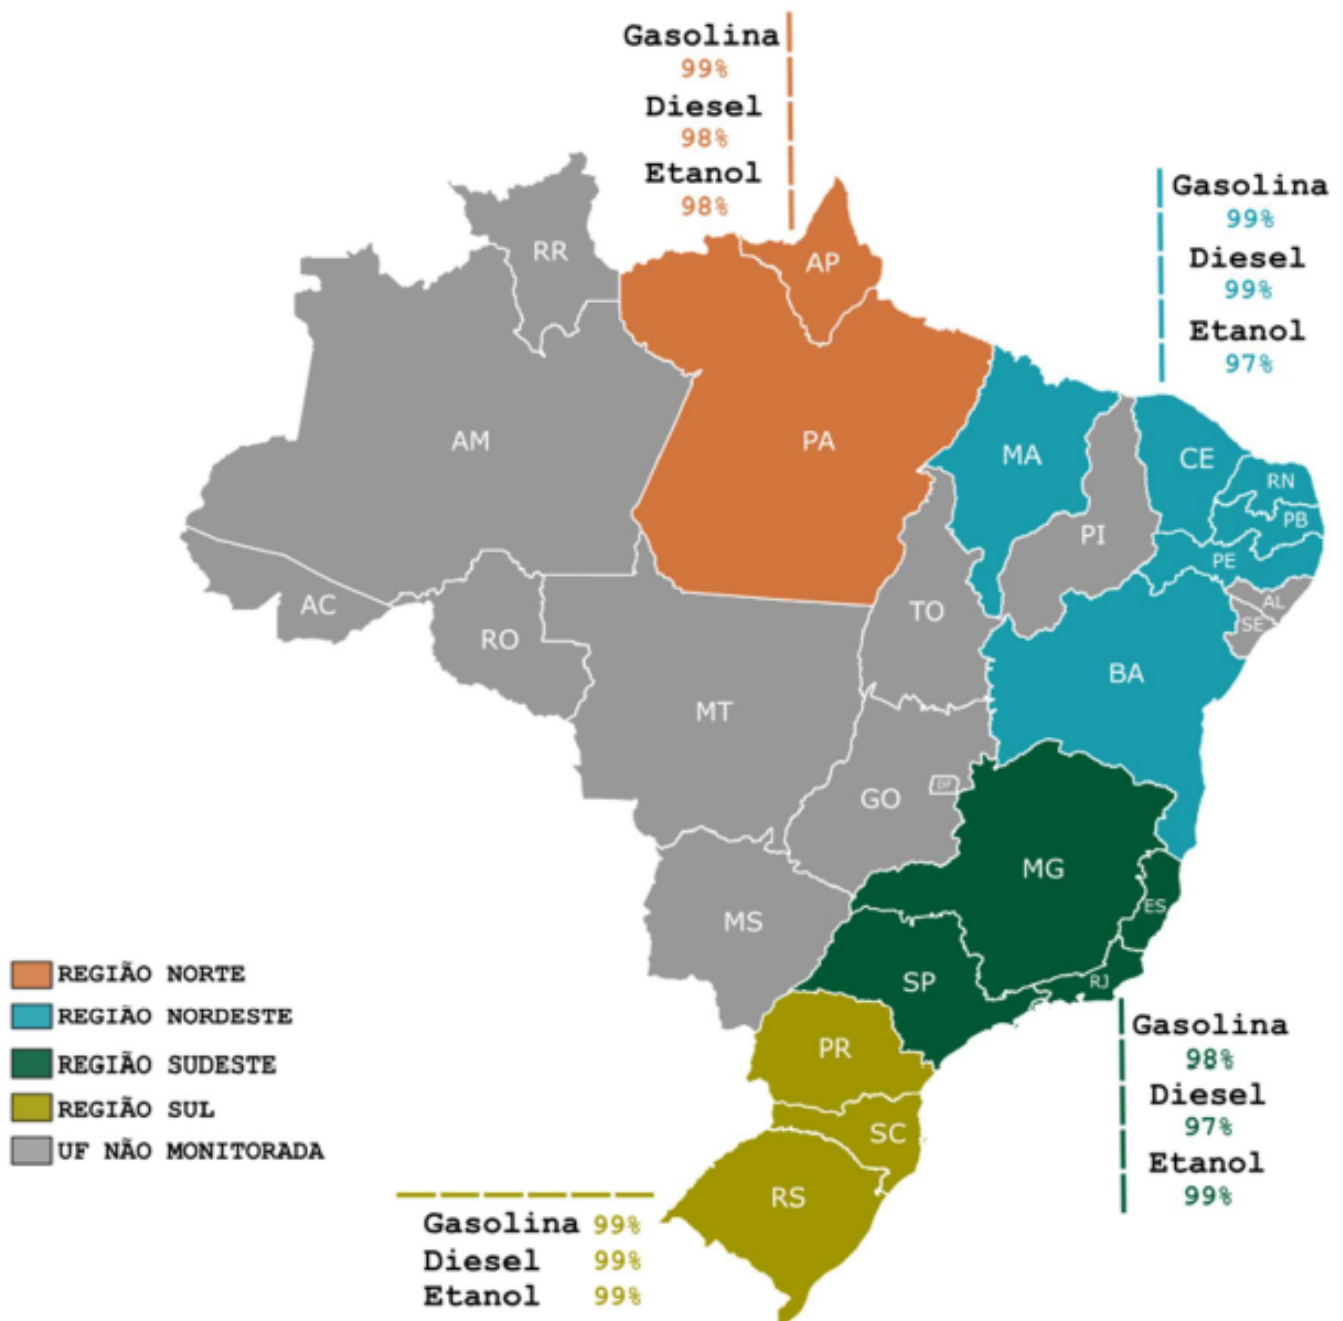 Gasolina
99%
Diesel
98%
Etanol
98%
Gasolina
99%
Diesel
99%
Etanol
97%
RR
AP
AM
PA
MA
CE
RN
PB
PI
PE
AL
SE
AC
RO
TO
BA
MT
GO
DF
MG
ES
MS
SP
RJ
PR
SC
RS
REGIÃO NORTE
REGIÃO NORDESTE
REGIÃO SUDESTE
REGIÃO SUL
UF NÃO MONITORADA
Gasolina
98%
Diesel
97%
Etanol
99%
Gasolina 99%
Diesel 99%
Etanol 99%